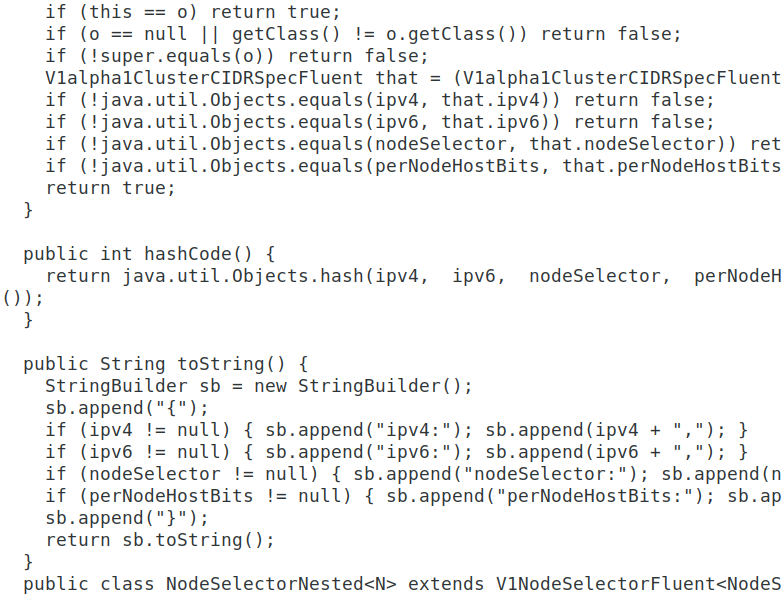 if (this == o) return true;
    if (o == null || getClass() != o.getClass()) return false;
    if (!super.equals(o)) return false;
    V1alpha1ClusterCIDRSpecFluent that = (V1alpha1ClusterCIDRSpecFluent
    if (!java.util.Objects.equals(ipv4, that.ipv4)) return false;
    if (!java.util.Objects.equals(ipv6, that.ipv6)) return false;
    if (!java.util.Objects.equals(nodeSelector, that.nodeSelector)) ret
    if (!java.util.Objects.equals(perNodeHostBits, that.perNodeHostBits
    return true;
  }

  public int hashCode() {
    return java.util.Objects.hash(ipv4,  ipv6,  nodeSelector,  perNodeH
());
  }

  public String toString() {
    StringBuilder sb = new StringBuilder();
    sb.append("{");
    if (ipv4 != null) { sb.append("ipv4:"); sb.append(ipv4 + ","); }
    if (ipv6 != null) { sb.append("ipv6:"); sb.append(ipv6 + ","); }
    if (nodeSelector != null) { sb.append("nodeSelector:"); sb.append(n
    if (perNodeHostBits != null) { sb.append("perNodeHostBits:"); sb.ap
    sb.append("}");
    return sb.toString();
  }
  public class NodeSelectorNested<N> extends V1NodeSelectorFluent<NodeS